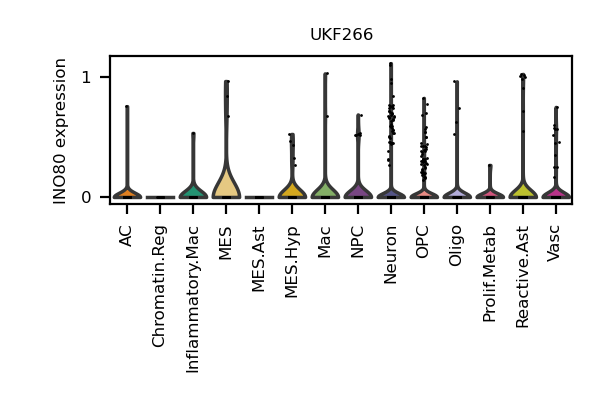 UKF266
INO80 expression
1
0
AC
Chromatin.Reg
Inflammatory.Mac
MES
MES.Ast
MES.Hyp
Mac
NPC
Neuron
OPC
Oligo
Prolif.Metab
Reactive.Ast
Vasc